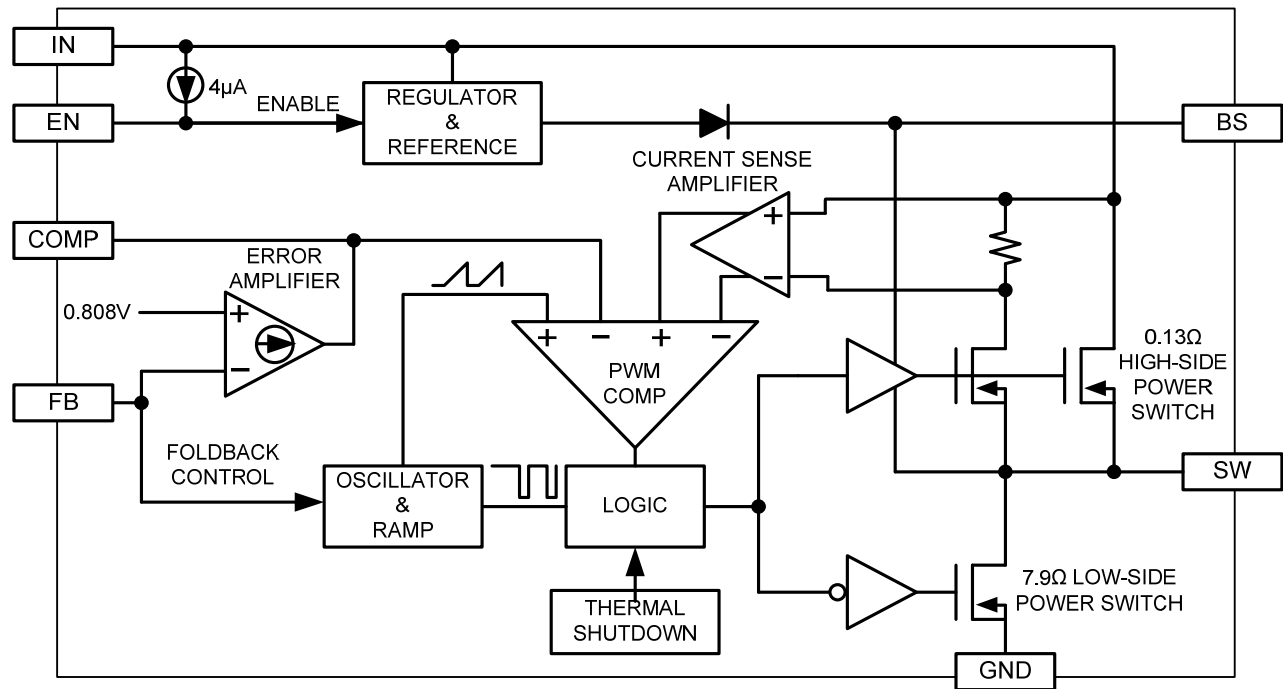 IN
4µA
EN
ENABLE
REGULATOR
&
REFERENCE
BS
CURRENT SENSE
AMPLIFIER
COMP
ERROR
AMPLIFIER
0.808V
+
−
+
−
+
−
+
−
PWM
COMP
0.13Ω
HIGH-SIDE
POWER
SWITCH
FB
FOLDBACK
CONTROL
OSCILLATOR
&
RAMP
LOGIC
SW
THERMAL
SHUTDOWN
7.9Ω LOW-SIDE
POWER SWITCH
GND